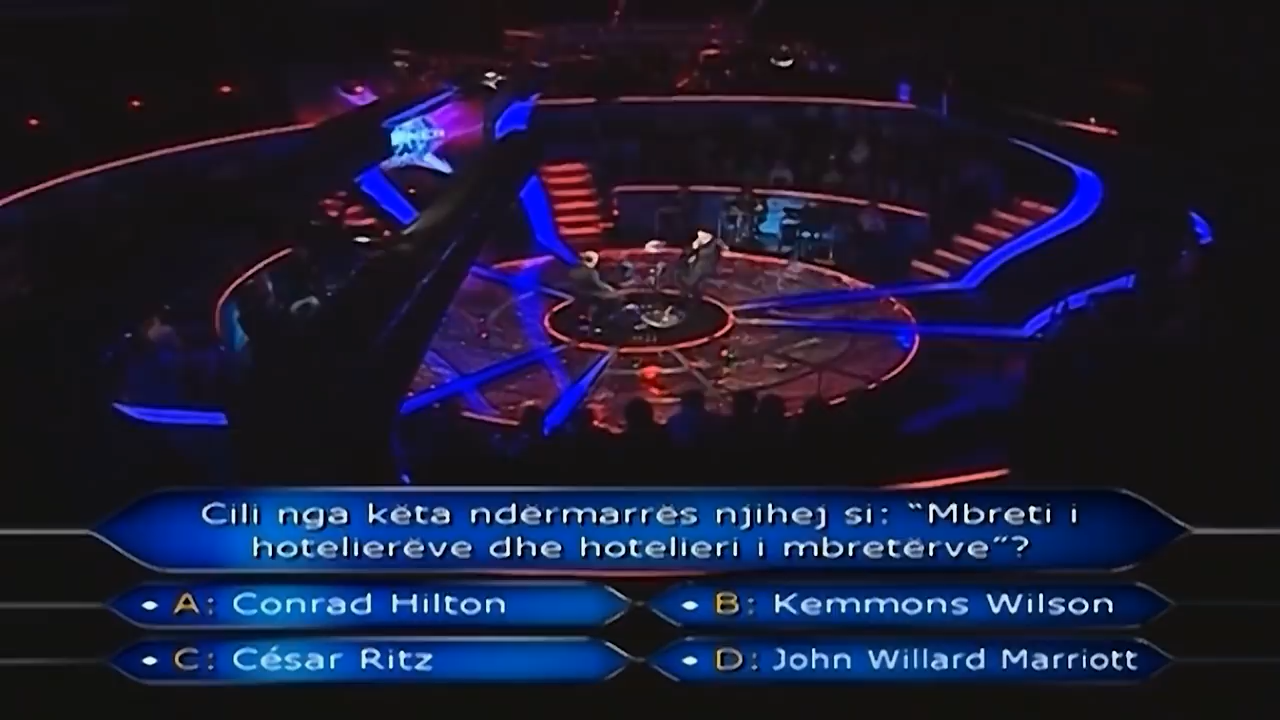 Cili nga këta ndërmarrës njihej si: “Mbreti i
hotelierëve dhe hotelieri i mbretërve“?
A: Conrad Hilton
B: Kemmons Wilson
C: César Ritz
D: John Willard Marriott